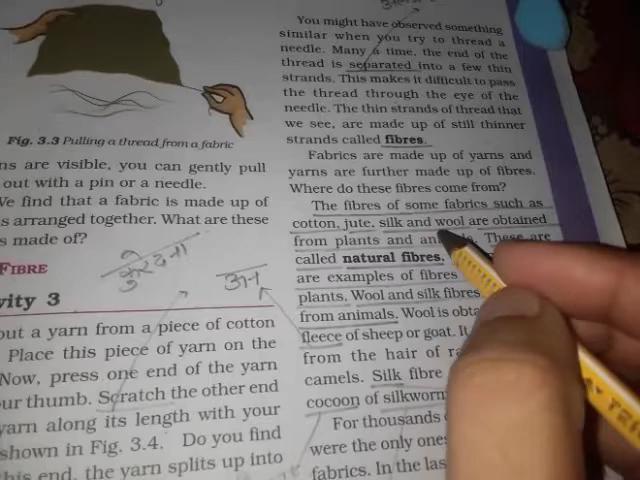 Fig. 3.3 Pulling a thread from a fabric
ns are visible, you can gently pull
out with a pin or a needle.
We find that a fabric is made up of
s arranged together. What are these
s made of?
FIBRE
vity 3
out a yarn from a piece of cotton
Place this piece of yarn on the
Now, press one end of the yarn
our thumb. Scratch the other end
yarn along its length with your
shown in Fig. 3.4. Do you find
this end, the yarn splits up into
कुरेदना
ऊन
You might have observed something
similar when you try to thread a
needle. Many a time, the end of the
thread is separated into a few thin
strands. This makes it difficult to pass
the thread through the eye of the
needle. The thin strands of thread that
we see, are made up of still thinner
strands called fibres.
Fabrics are made up of yarns and
yarns are further made up of fibres.
Where do these fibres come from?
The fibres of some fabrics such as
cotton, jute, silk and wool are obtained
from plants and These are
called natural fibres.
are examples of fibres
plants. Wool and silk fibres
from animals. Wool is obta
fleece of sheep or goat. It
from the hair of ra
camels. Silk fibre
cocoon of silkworm
For thousands
were the only ones
fabrics. In the las